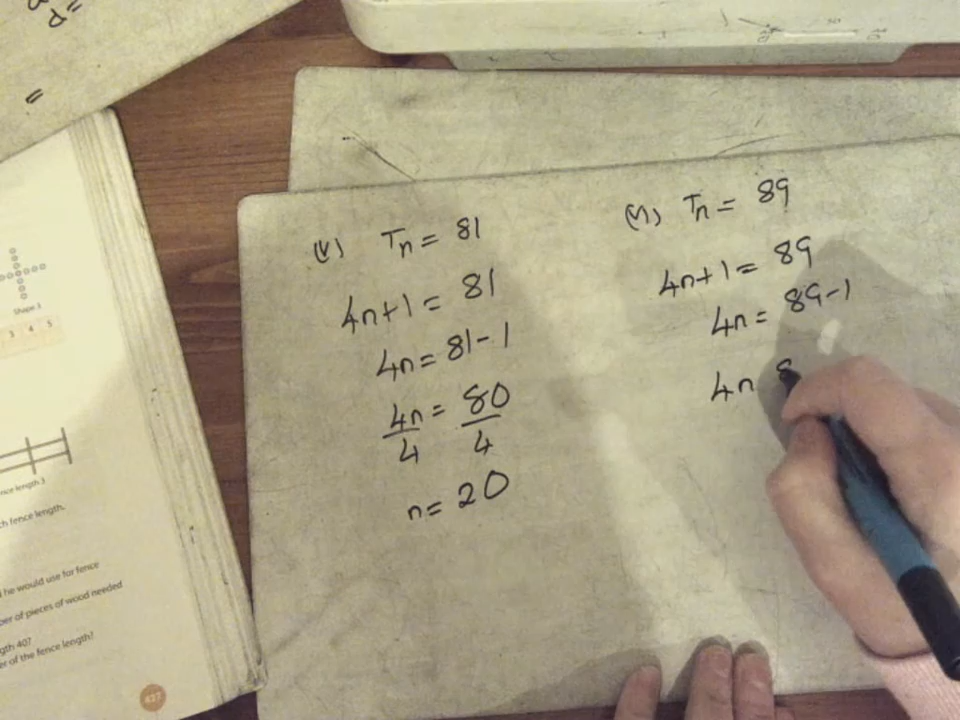 d =
=
Shape 3
3 4 5
nce length 3
ch fence length.
l he would use for fence
ber of pieces of wood needed
gth 40?
er of the fence length?
427
(v) Tn = 81
4n+1 = 81
4n = 81-1
4n/4 = 80/4
n = 20
(vi) Tn = 89
4n+1 = 89
4n = 89-1
4n 8